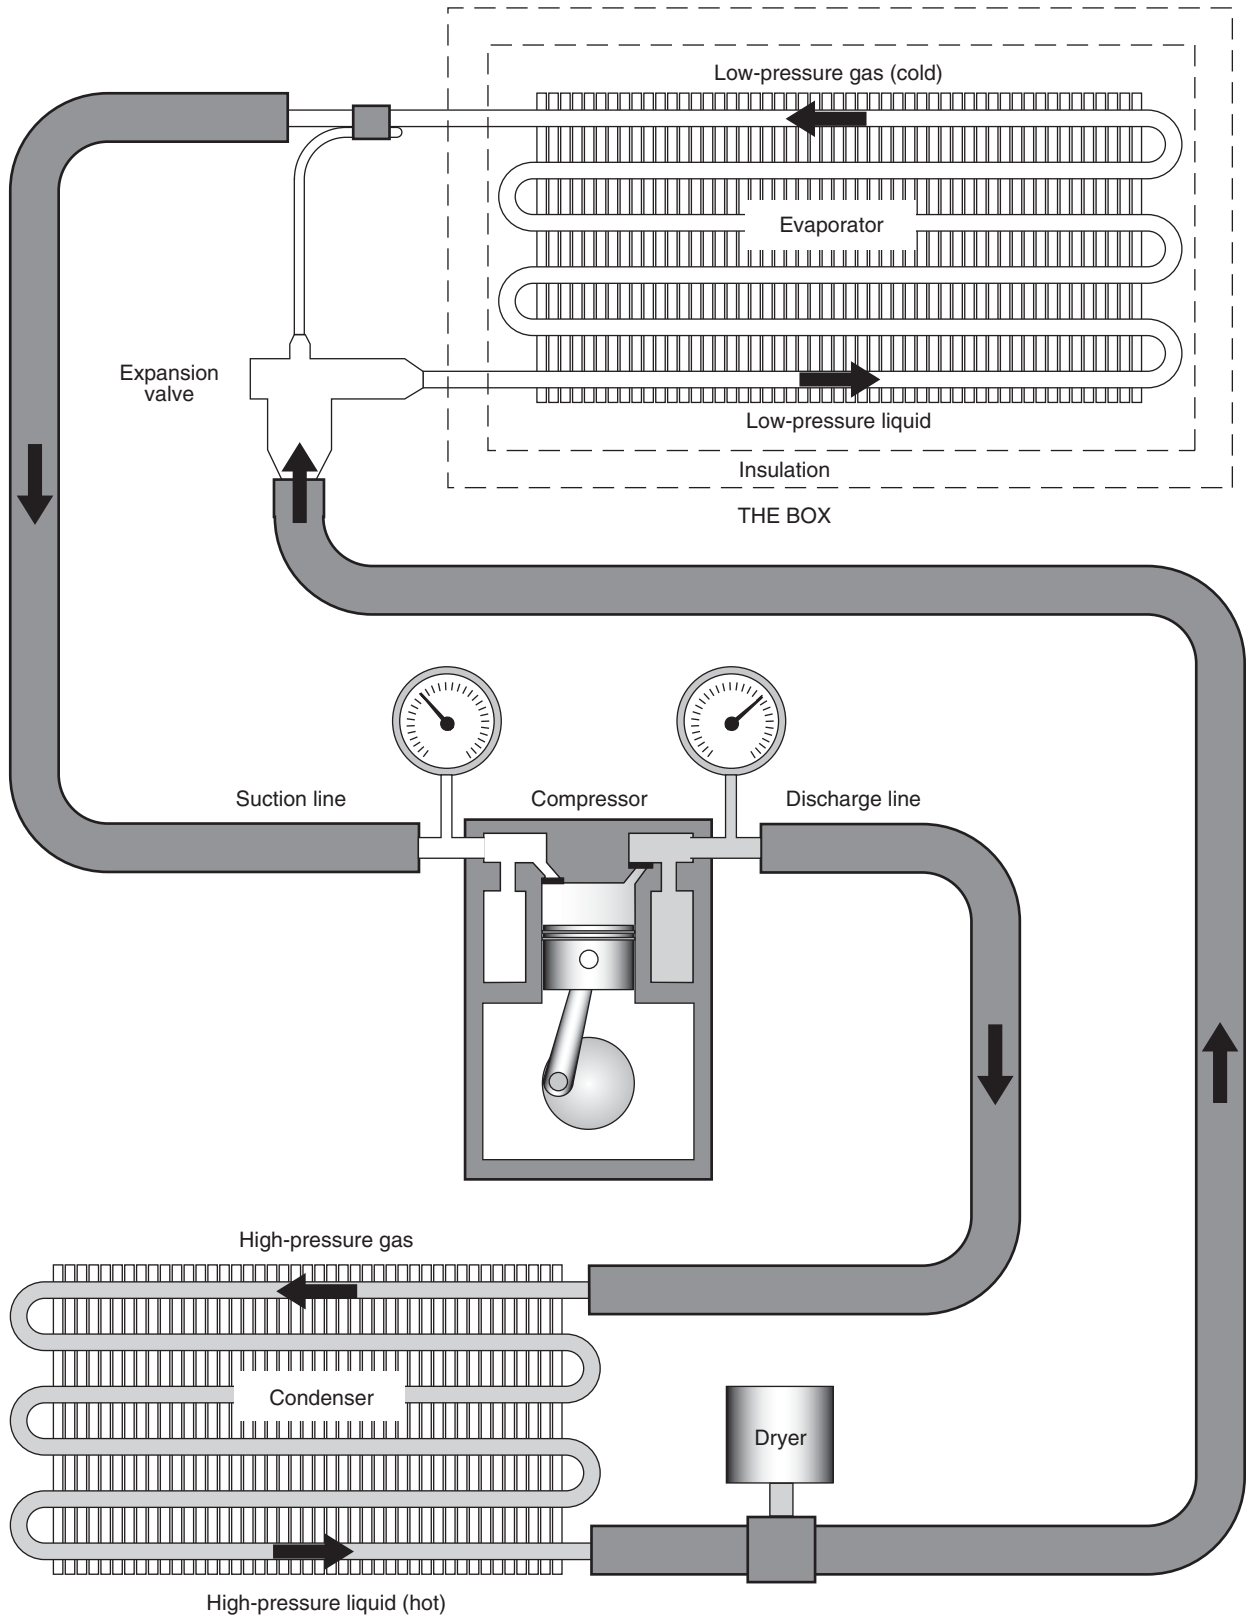 Low-pressure gas (cold)
Evaporator
Expansion
valve
Low-pressure liquid
Insulation
THE BOX
Suction line
Compressor
Discharge line
High-pressure gas
Condenser
Dryer
High-pressure liquid (hot)